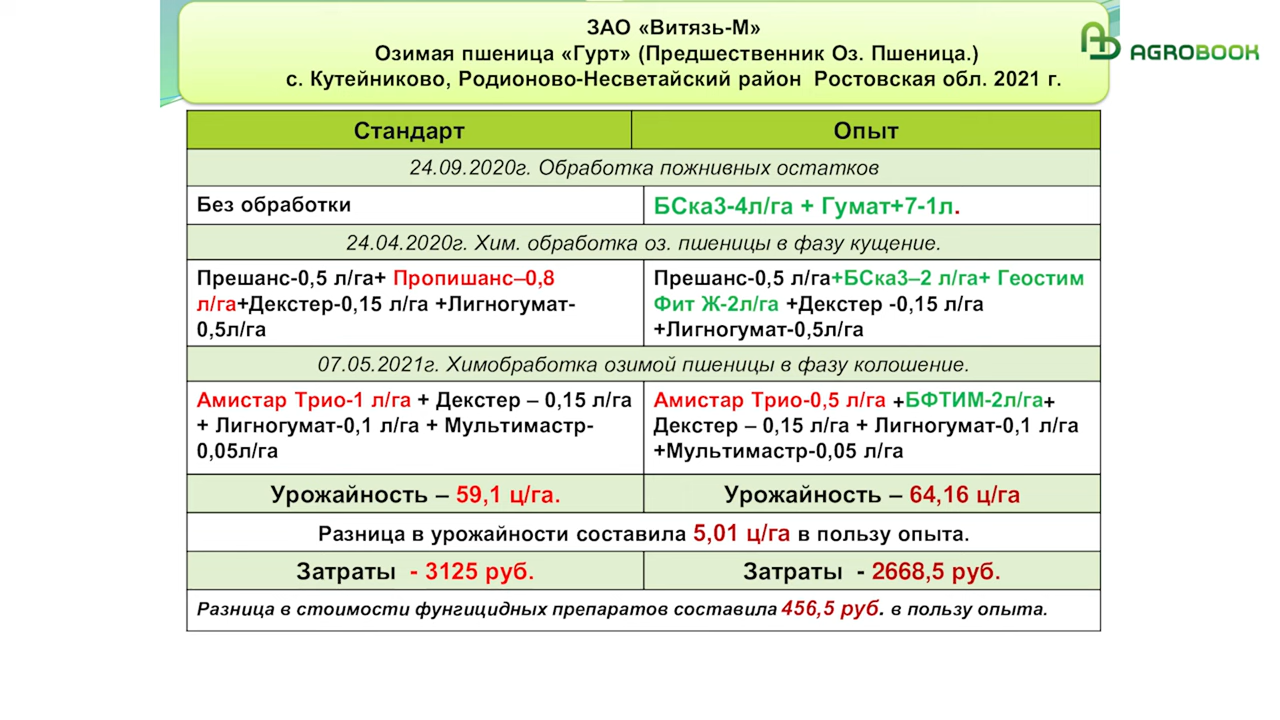 ЗАО «Витязь-М»
Озимая пшеница «Гурт» (Предшественник Оз. Пшеница.)
с. Кутейниково, Родионово-Несветайский район Ростовская обл. 2021 г.
AGROBOOK
Стандарт
Опыт
24.09.2020г. Обработка пожнивных остатков
Без обработки
БСка3-4л/га + Гумат+7-1л.
24.04.2020г. Хим. обработка оз. пшеницы в фазу кущение.
Прешанс-0,5 л/га+ Пропишанс–0,8
л/га+Декстер-0,15 л/га +Лигногумат-
0,5л/га
Прешанс-0,5 л/га+БСка3–2 л/га+ Геостим
Фит Ж-2л/га +Декстер -0,15 л/га
+Лигногумат-0,5л/га
07.05.2021г. Химобработка озимой пшеницы в фазу колошение.
Амистар Трио-1 л/га + Декстер – 0,15 л/га
+ Лигногумат-0,1 л/га + Мультимастр-
0,05л/га
Амистар Трио-0,5 л/га +БФТИМ-2л/га+
Декстер – 0,15 л/га + Лигногумат-0,1 л/га
+Мультимастр-0,05 л/га
Урожайность – 59,1 ц/га.
Урожайность – 64,16 ц/га
Разница в урожайности составила 5,01 ц/га в пользу опыта.
Затраты - 3125 руб.
Затраты - 2668,5 руб.
Разница в стоимости фунгицидных препаратов составила 456,5 руб. в пользу опыта.